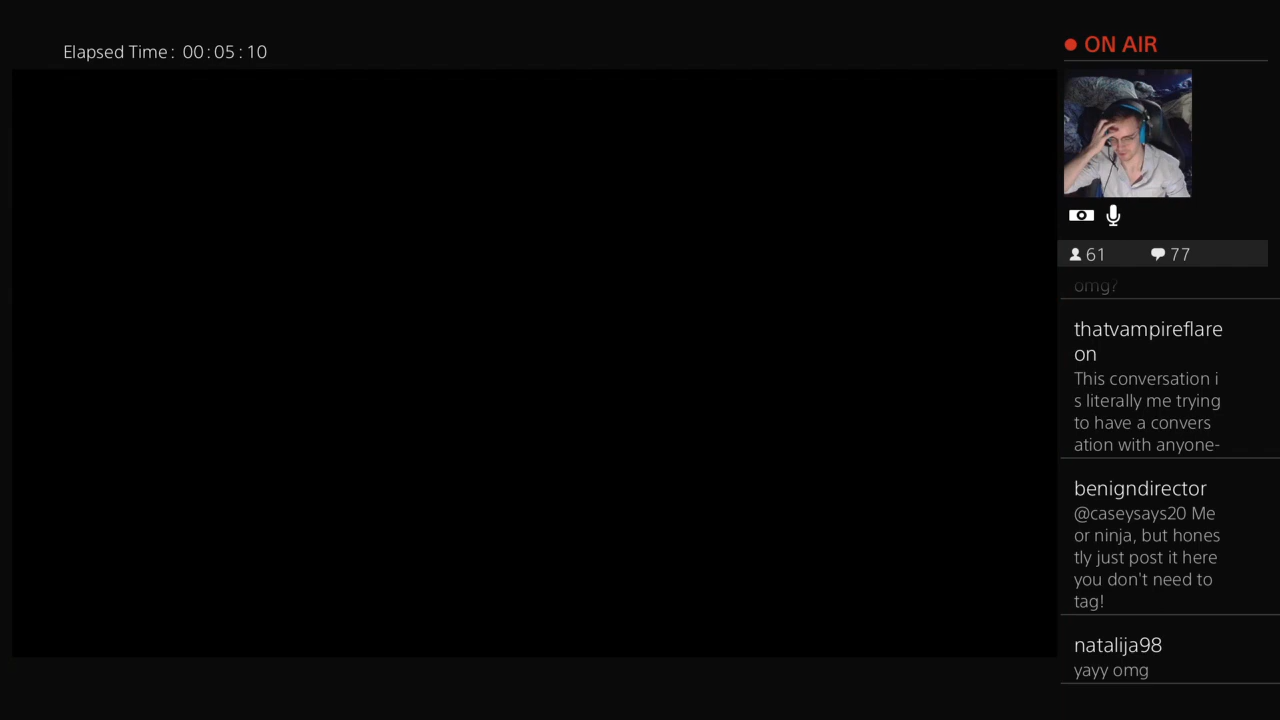 Elapsed Time: 00:05:10
ON AIR
61 77
omg?
thatvampireflare
on
This conversation i
s literally me trying
to have a convers
ation with anyone-
benigndirector
@caseysays20 Me
or ninja, but hones
tly just post it here
you don't need to
tag!
natalija98
yayy omg